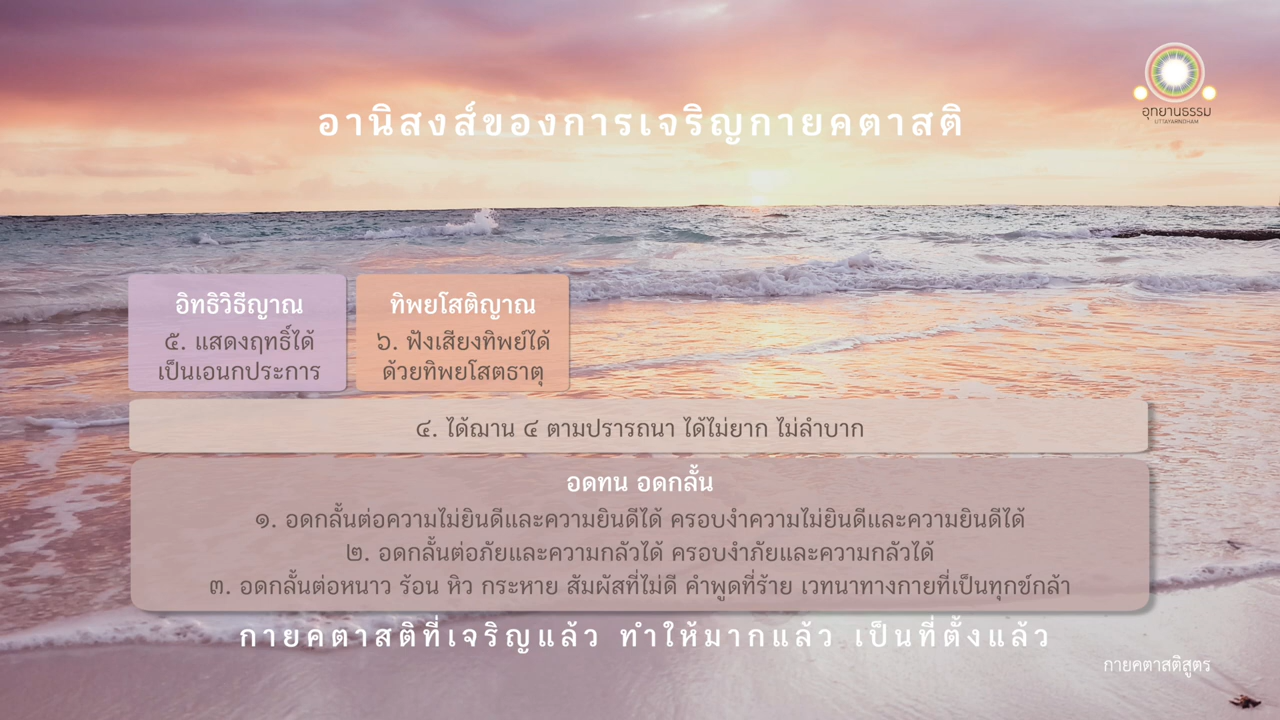 อานิสงส์ของการเจริญกายคตาสติ
อุทยานธรรม
UTTAYARNDHAM
อิทธิวิธีญาณ
๕. แสดงฤทธิ์ได้
เป็นเอนกประการ
ทิพยโสติญาณ
๖. ฟังเสียงทิพย์ได้
ด้วยทิพยโสตธาตุ
๔. ได้ฌาน ๔ ตามปรารถนา ได้ไม่ยาก ไม่ลำบาก
อดทน อดกลั้น
๑. อดกลั้นต่อความไม่ยินดีและความยินดีได้ ครอบงำความไม่ยินดีและความยินดีได้
๒. อดกลั้นต่อภัยและความกลัวได้ ครอบงำภัยและความกลัวได้
๓. อดกลั้นต่อหนาว ร้อน หิว กระหาย สัมผัสที่ไม่ดี คำพูดที่ร้าย เวทนาทางกายที่เป็นทุกข์กล้า
กายคตาสติที่เจริญแล้ว ทำให้มากแล้ว เป็นที่ตั้งแล้ว
กายคตาสติสูตร